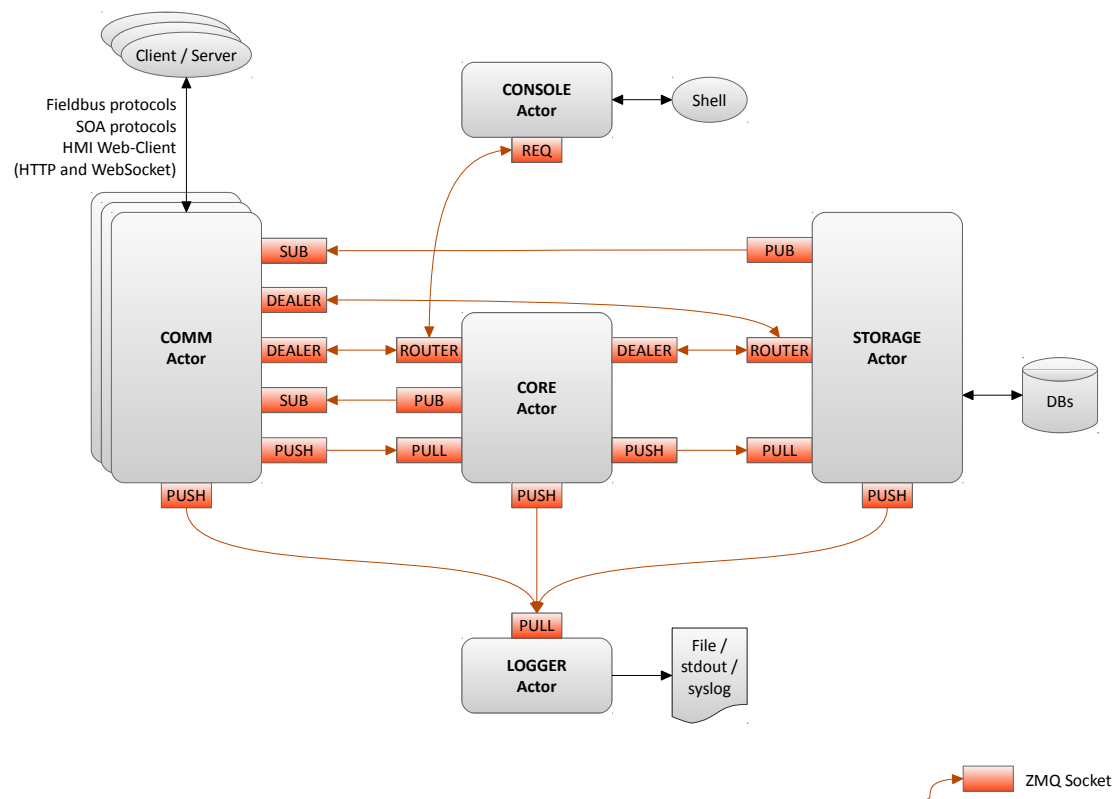 Client / Server
Fieldbus protocols
SOA protocols
HMI Web-Client
(HTTP and WebSocket)
CONSOLE
Actor
Shell
REQ
SUB
PUB
DEALER
COMM
Actor
DEALER
ROUTER
DEALER
ROUTER
STORAGE
Actor
CORE
Actor
SUB
PUB
DBs
PUSH
PULL
PUSH
PULL
PUSH
PUSH
PUSH
PULL
LOGGER
Actor
File /
stdout /
syslog
ZMQ Socket